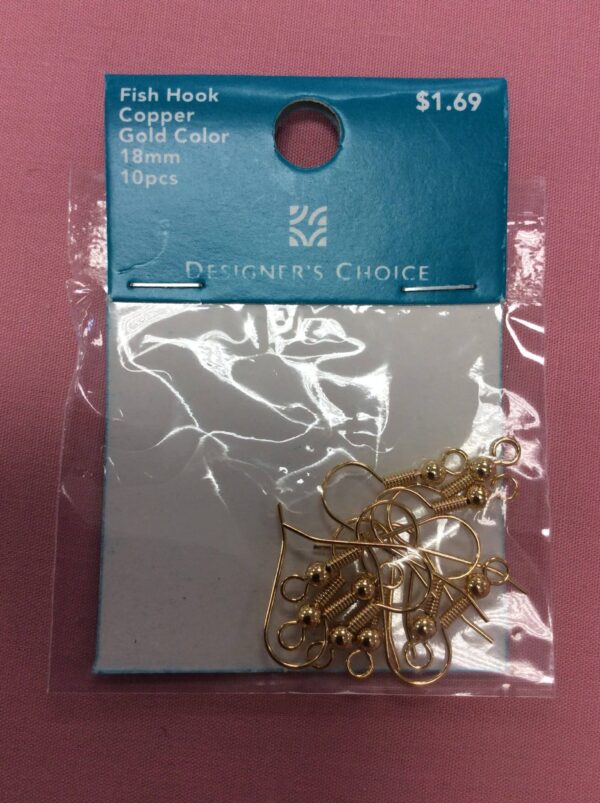 Fish Hook
Copper
Gold Color
18mm
10pcs
$1.69
DESIGNER'S CHOICE